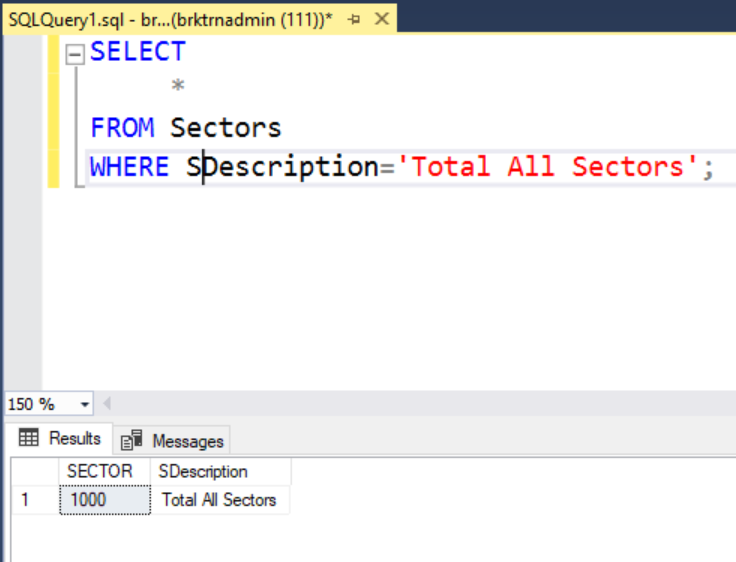 SQLQuery1.sql - br...(brktrnadmin (111))*
SELECT
*
FROM Sectors
WHERE SDescription='Total All Sectors';
150 %
Results Messages
SECTOR SDescription
1 1000 Total All Sectors